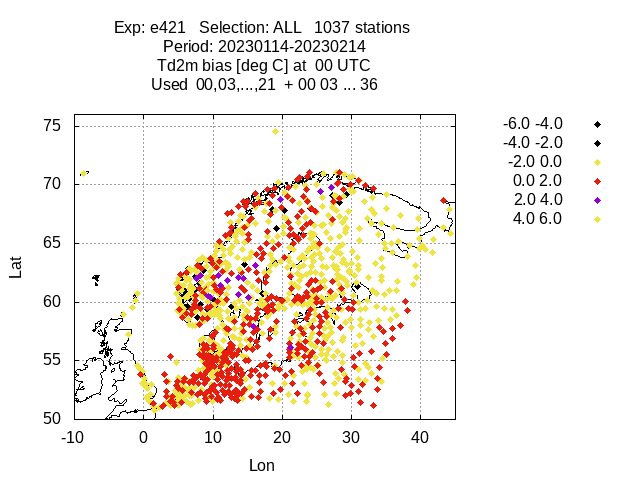 Exp: e421 Selection: ALL 1037 stations
Period: 20230114-20230214
Td2m bias [deg C] at 00 UTC
Used 00,03,...,21 + 00 03 ... 36
-6.0 -4.0
-4.0 -2.0
-2.0 0.0
0.0 2.0
2.0 4.0
4.0 6.0
75
70
65
60
55
50
Lat
-10 0 10 20 30 40
Lon